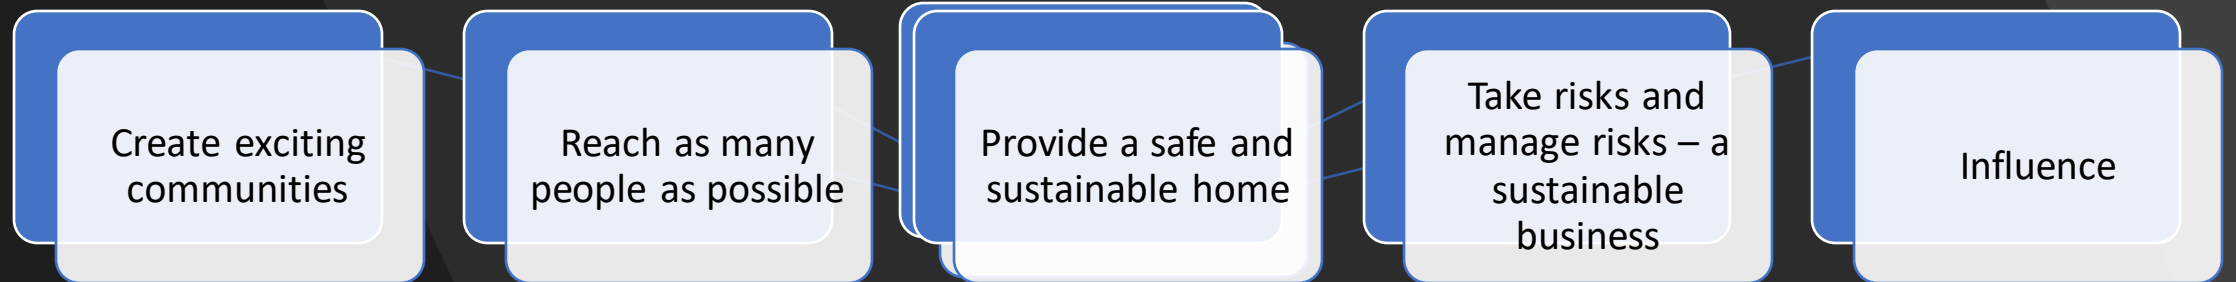 Create exciting
communities
Reach as many
people as possible
Provide a safe and
sustainable home
Take risks and
manage risks – a
sustainable
business
Influence